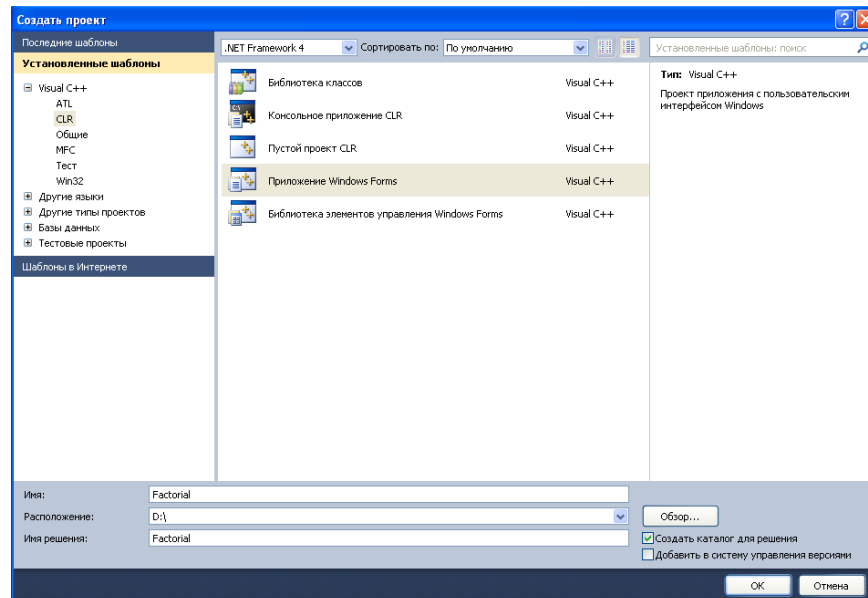 Создать проект
Последние шаблоны
.NET Framework 4
Сортировать по:
По умолчанию
Установленные шаблоны: поиск
Установленные шаблоны
Visual C++
ATL
CLR
Общие
MFC
Тест
Win32
Другие языки
Другие типы проектов
Базы данных
Тестовые проекты
Шаблоны в Интернете
Библиотека классов Visual C++
Консольное приложение CLR Visual C++
Пустой проект CLR Visual C++
Приложение Windows Forms Visual C++
Библиотека элементов управления Windows Forms Visual C++
Тип: Visual C++
Проект приложения с пользовательским
интерфейсом Windows
Имя: Factorial
Расположение: D:\ Обзор...
Имя решения: Factorial
Создать каталог для решения
Добавить в систему управления версиями
OK Отмена